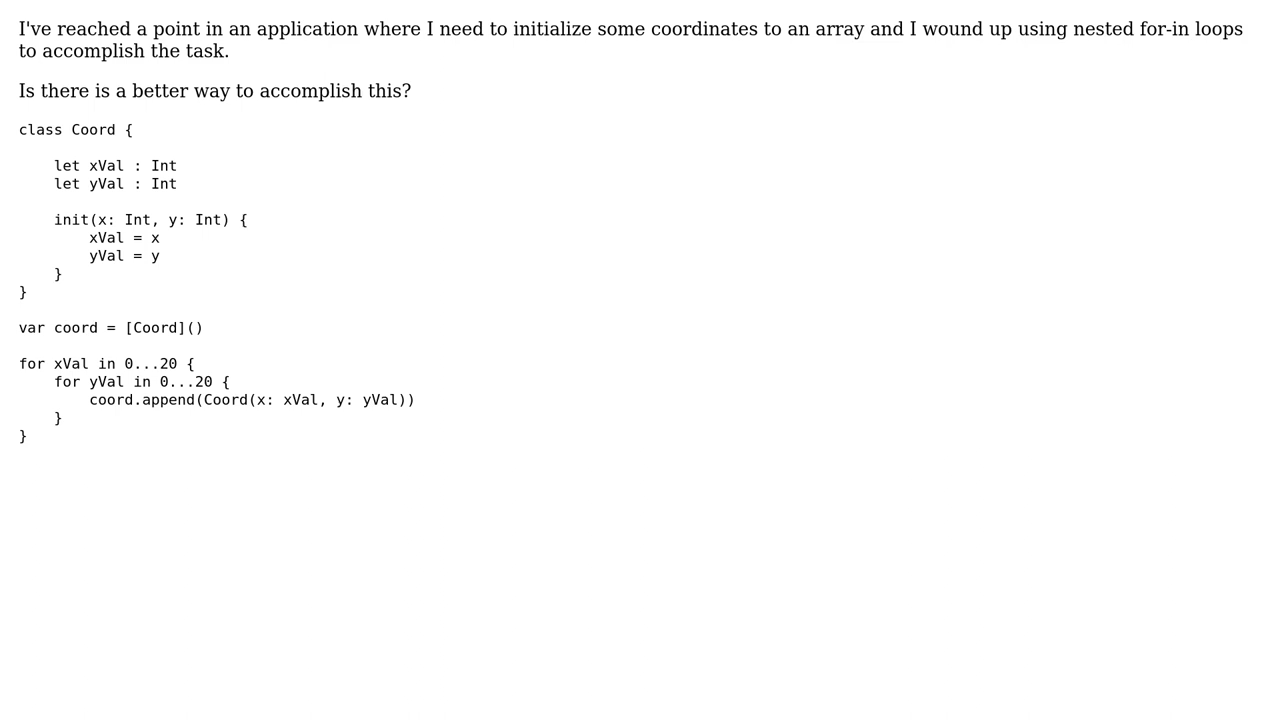 I've reached a point in an application where I need to initialize some coordinates to an array and I wound up using nested for-in loops
to accomplish the task.
Is there is a better way to accomplish this?
class Coord {
    let xVal : Int
    let yVal : Int
    init(x: Int, y: Int) {
        xVal = x
        yVal = y
    }
}
var coord = [Coord]()
for xVal in 0...20 {
    for yVal in 0...20 {
        coord.append(Coord(x: xVal, y: yVal))
    }
}